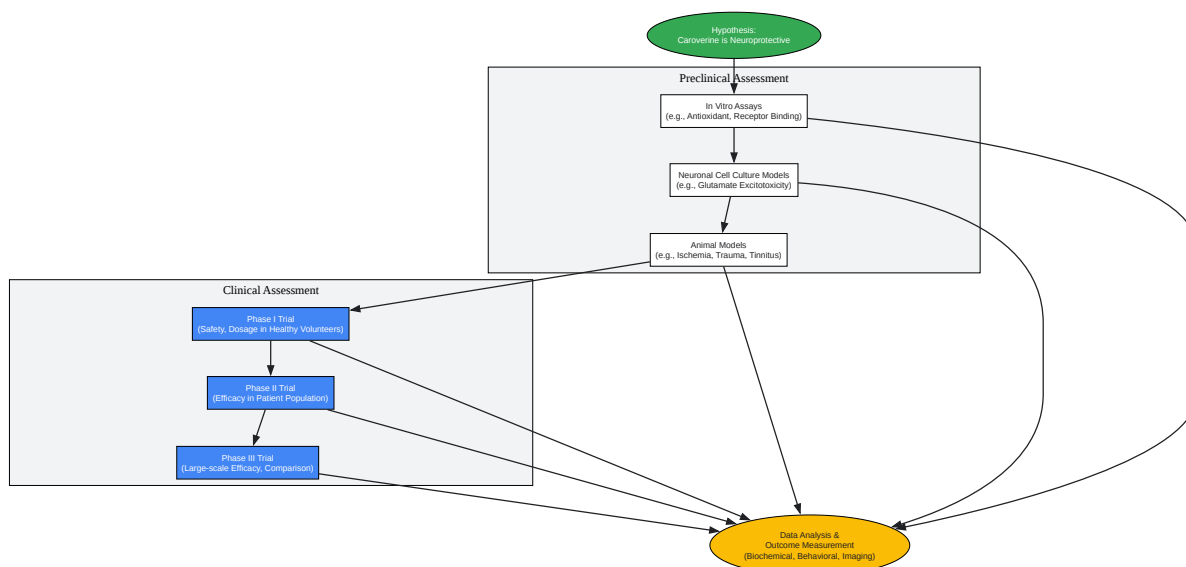 Hypothesis:
Caroverine is Neuroprotective
Preclinical Assessment
In Vitro Assays
(e.g., Antioxidant, Receptor Binding)
Neuronal Cell Culture Models
(e.g., Glutamate Excitotoxicity)
Animal Models
(e.g., Ischemia, Trauma, Tinnitus)
Clinical Assessment
Phase I Trial
(Safety, Dosage in Healthy Volunteers)
Phase II Trial
(Efficacy in Patient Population)
Phase III Trial
(Large-scale Efficacy, Comparison)
Data Analysis &
Outcome Measurement
(Biochemical, Behavioral, Imaging)